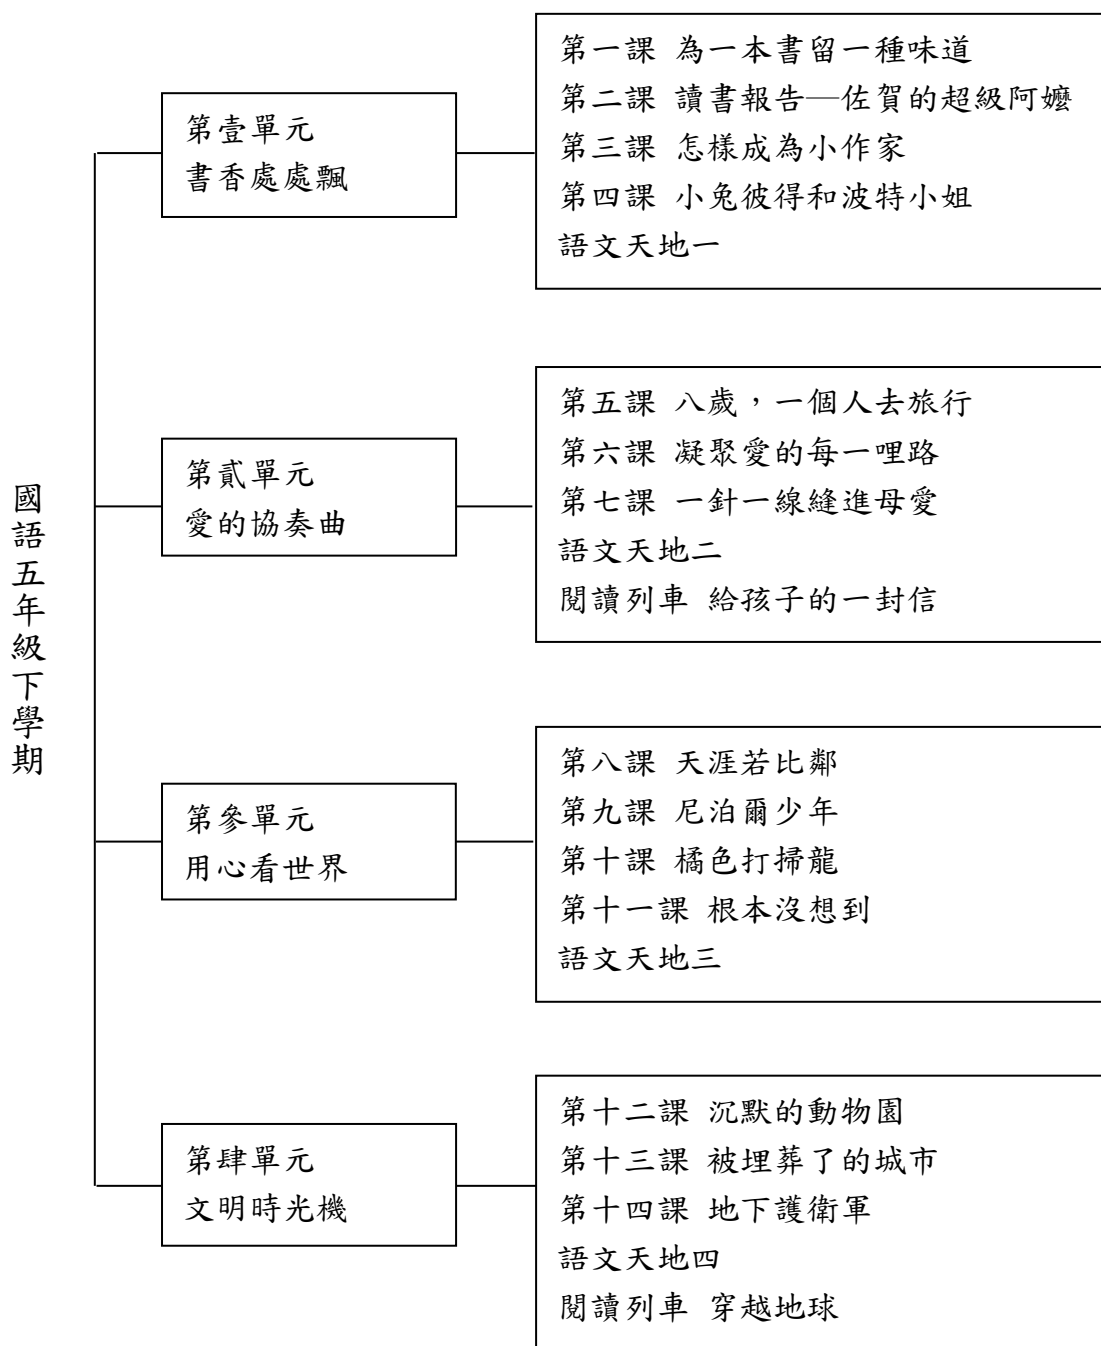 國語五年級下學期
第壹單元
書香處處飄
第一課 為一本書留一種味道
第二課 讀書報告─佐賀的超級阿嬤
第三課 怎樣成為小作家
第四課 小兔彼得和波特小姐
語文天地一
第貳單元
愛的協奏曲
第五課 八歲，一個人去旅行
第六課 凝聚愛的每一哩路
第七課 一針一線縫進母愛
語文天地二
閱讀列車 給孩子的一封信
第參單元
用心看世界
第八課 天涯若比鄰
第九課 尼泊爾少年
第十課 橘色打掃龍
第十一課 根本沒想到
語文天地三
第肆單元
文明時光機
第十二課 沉默的動物園
第十三課 被埋葬了的城市
第十四課 地下護衛軍
語文天地四
閱讀列車 穿越地球